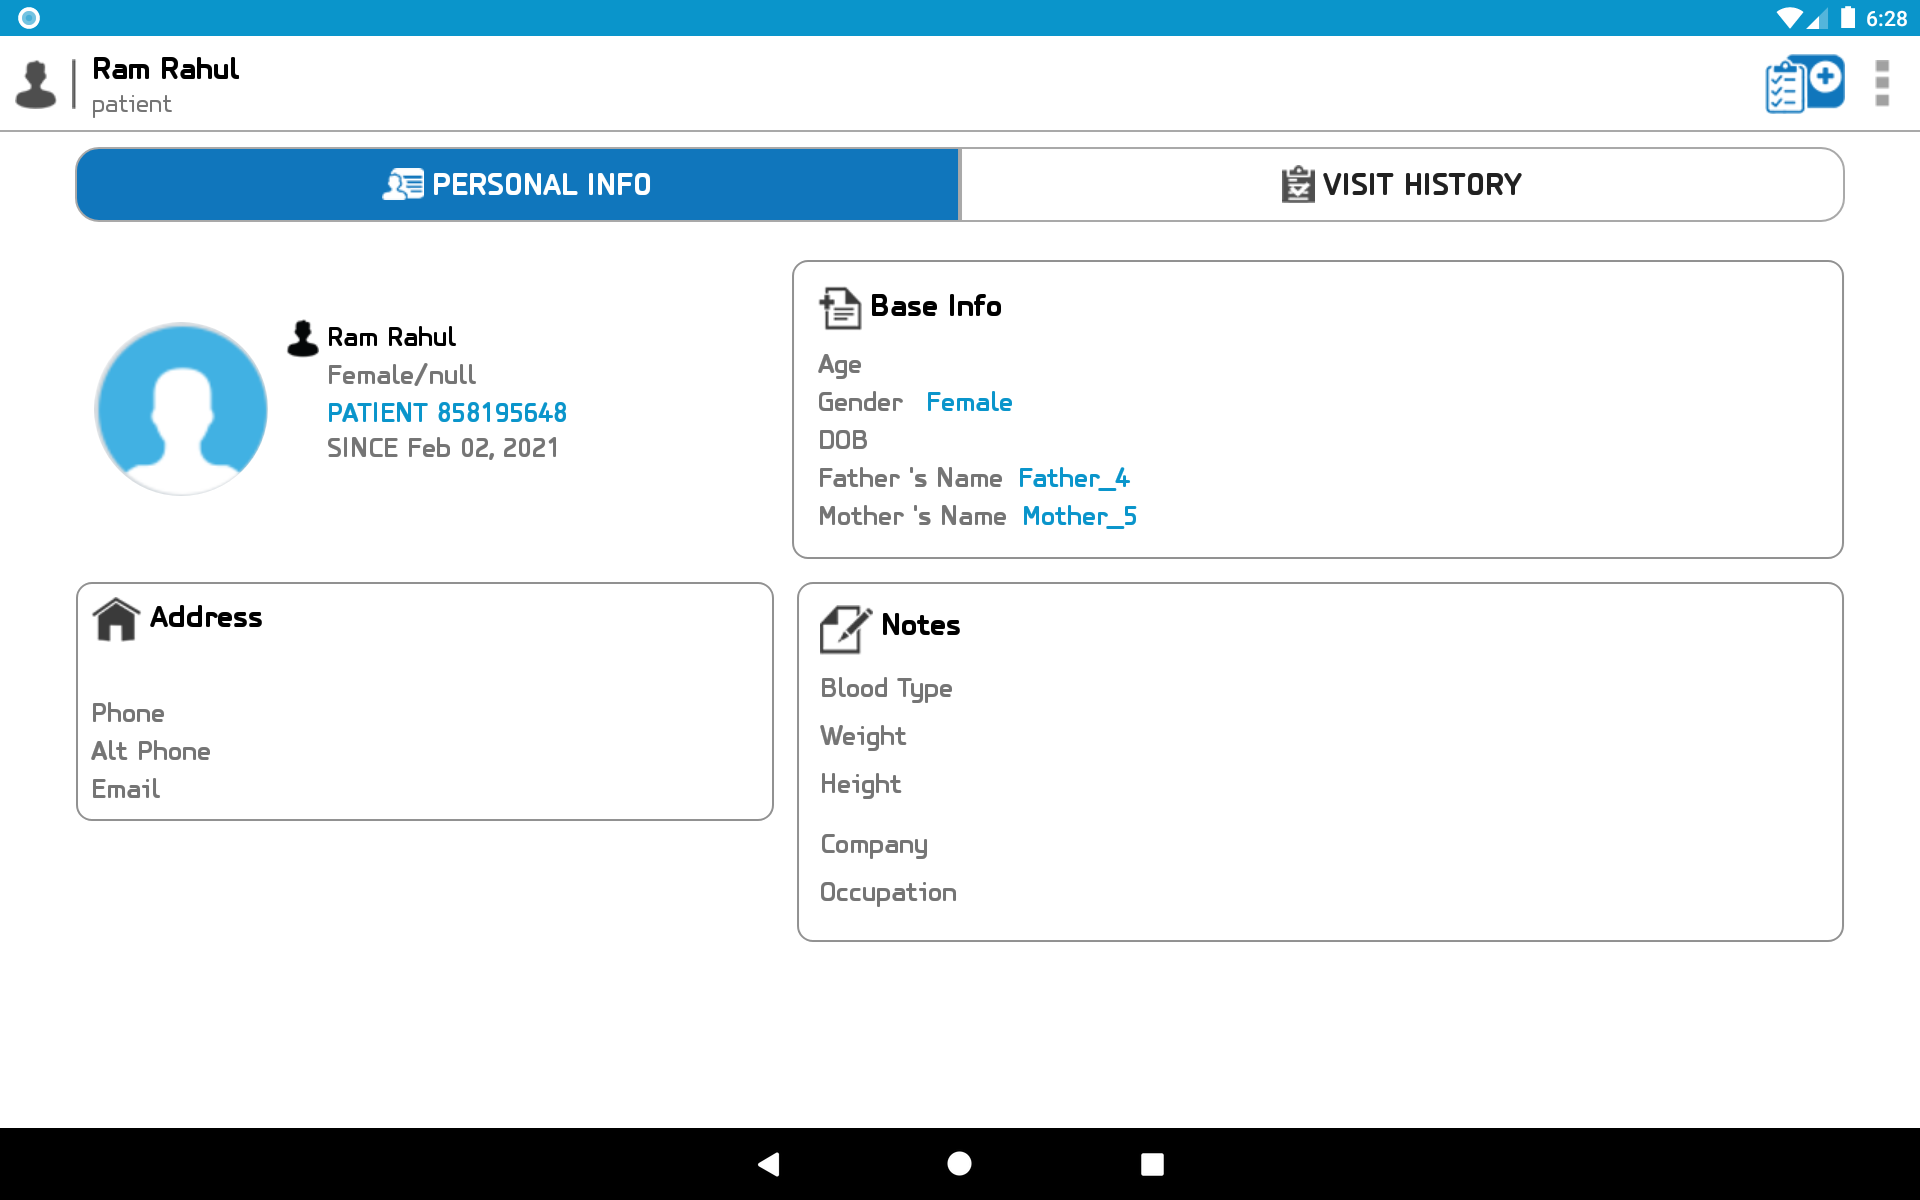 6:28
Ram Rahul
patient
PERSONAL INFO
VISIT HISTORY
Ram Rahul
Female/null
PATIENT 858195648
SINCE Feb 02, 2021
Base Info
Age
Gender Female
DOB
Father 's Name Father_4
Mother 's Name Mother_5
Address
Phone
Alt Phone
Email
Notes
Blood Type
Weight
Height
Company
Occupation